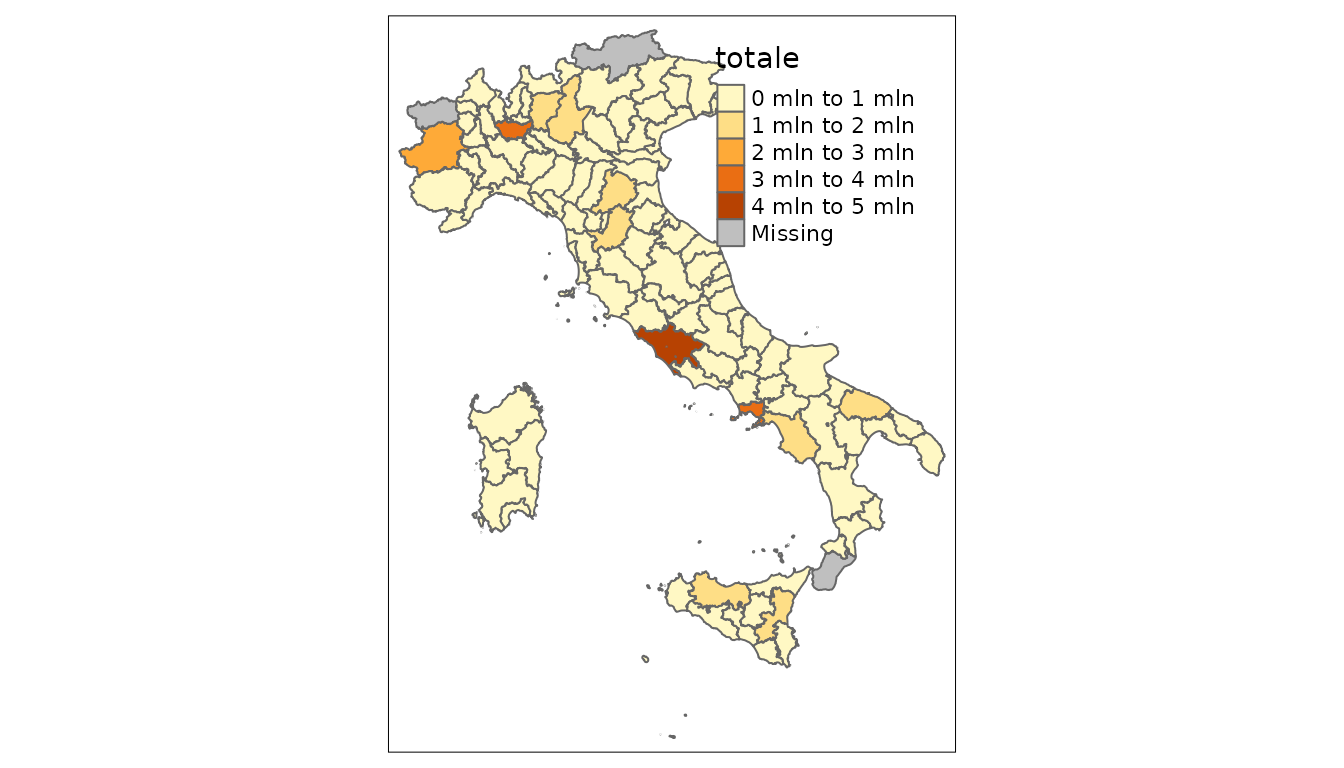 totale
0 mln to 1 mln
1 mln to 2 mln
2 mln to 3 mln
3 mln to 4 mln
4 mln to 5 mln
Missing